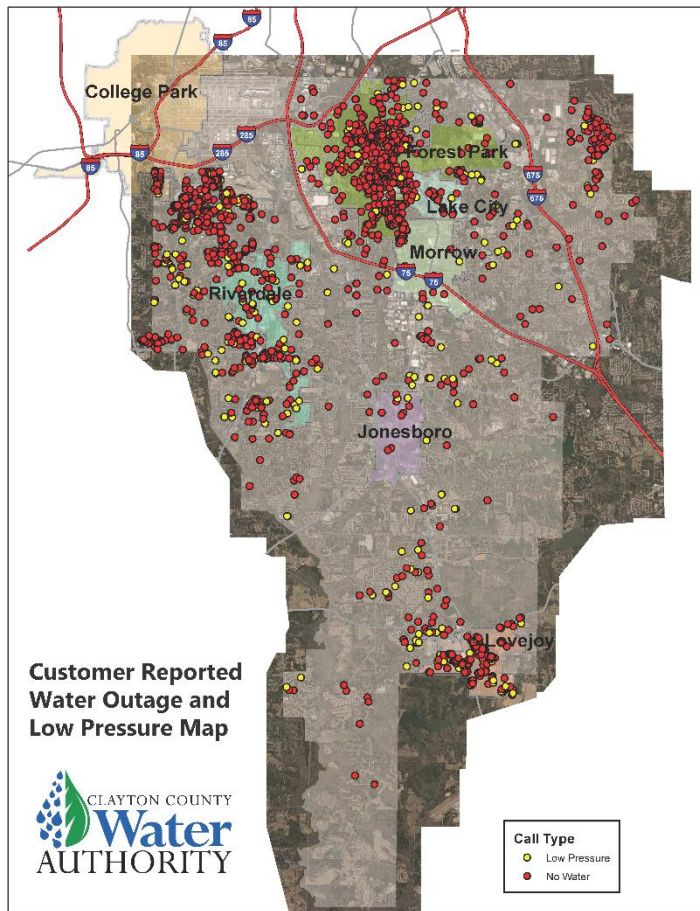 85
85
College Park
285
85
85
285
Forest Park
675
675
Lake City
Morrow
75
75
Riverdale
Jonesboro
Lovejoy
Customer Reported
Water Outage and
Low Pressure Map
CLAYTON COUNTY
Water
AUTHORITY
Call Type
Low Pressure
No Water